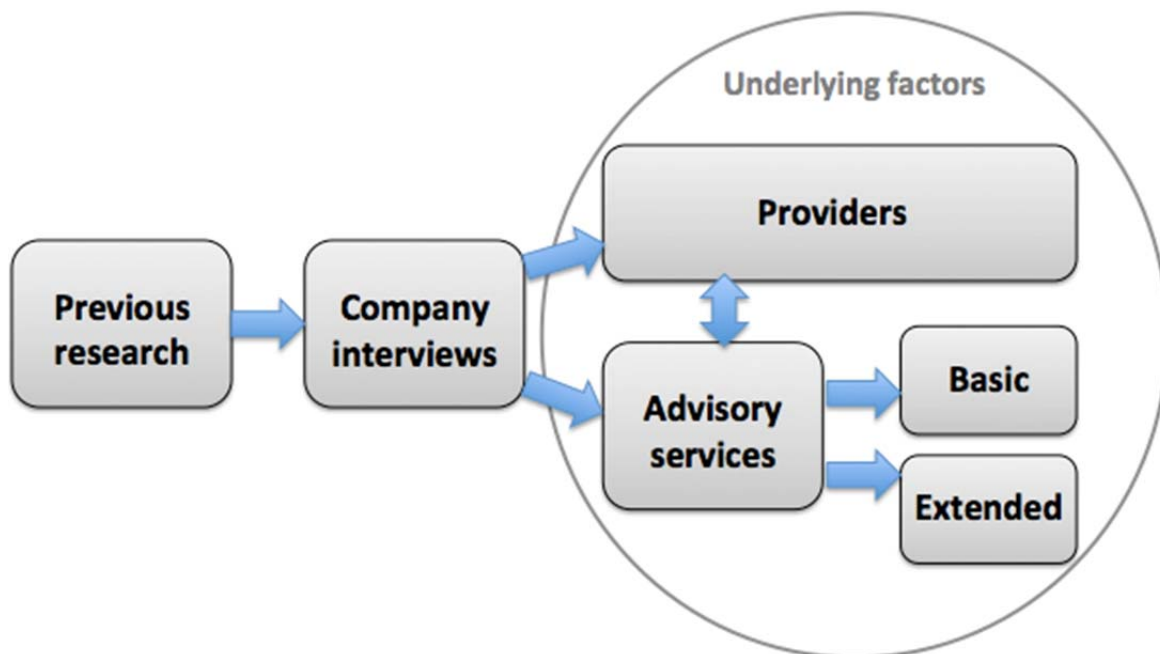 Underlying factors
Providers
Previous
research
Company
interviews
Advisory
services
Basic
Extended